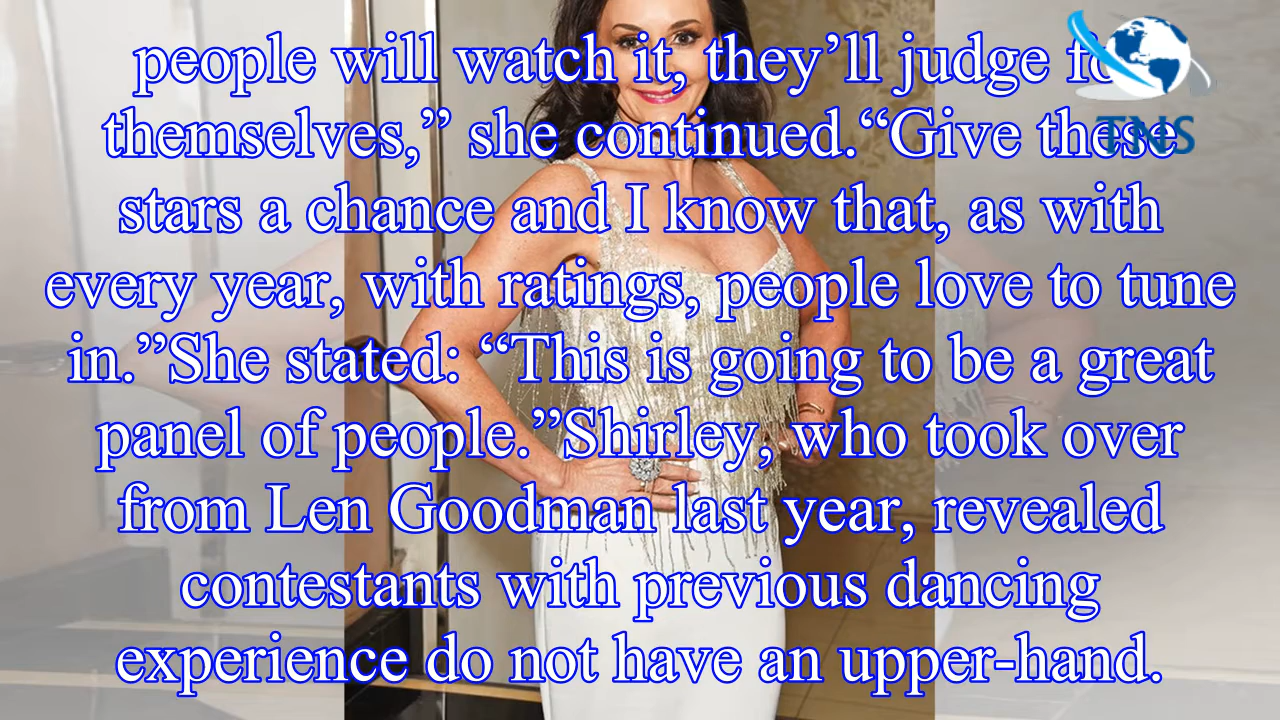 people will watch it, they’ll judge for
TNS
themselves,” she continued.“Give these
stars a chance and I know that, as with
every year, with ratings, people love to tune
in.”She stated: “This is going to be a great
panel of people.”Shirley, who took over
from Len Goodman last year, revealed
contestants with previous dancing
experience do not have an upper-hand.